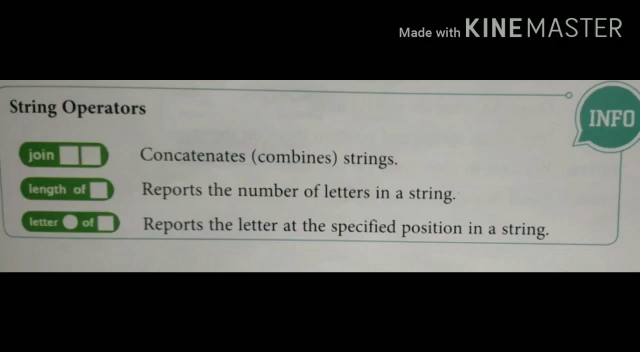 Made with KINEMASTER
String Operators
INFO
join Concatenates (combines) strings.
length of Reports the number of letters in a string.
letter of Reports the letter at the specified position in a string.